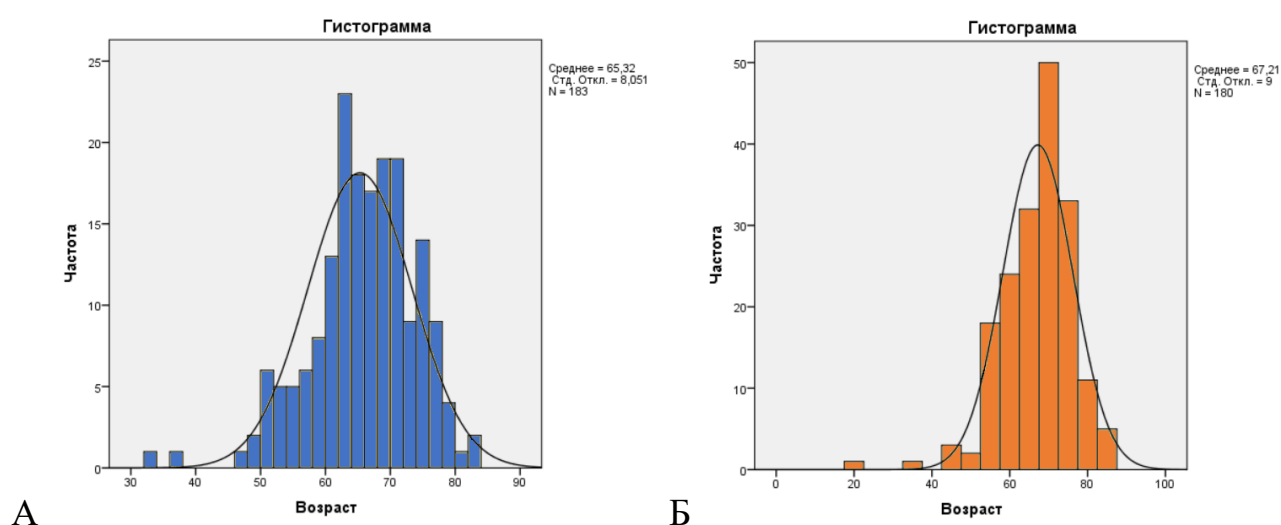 Гистограмма
Среднее = 65,32
Стд. Откл. = 8,051
N = 183
25
20
15
10
5
0
Частота
30 40 50 60 70 80 90
Возраст
А
Гистограмма
Среднее = 67,21
Стд. Откл. = 9
N = 180
50
40
30
20
10
0
Частота
0 20 40 60 80 100
Возраст
Б